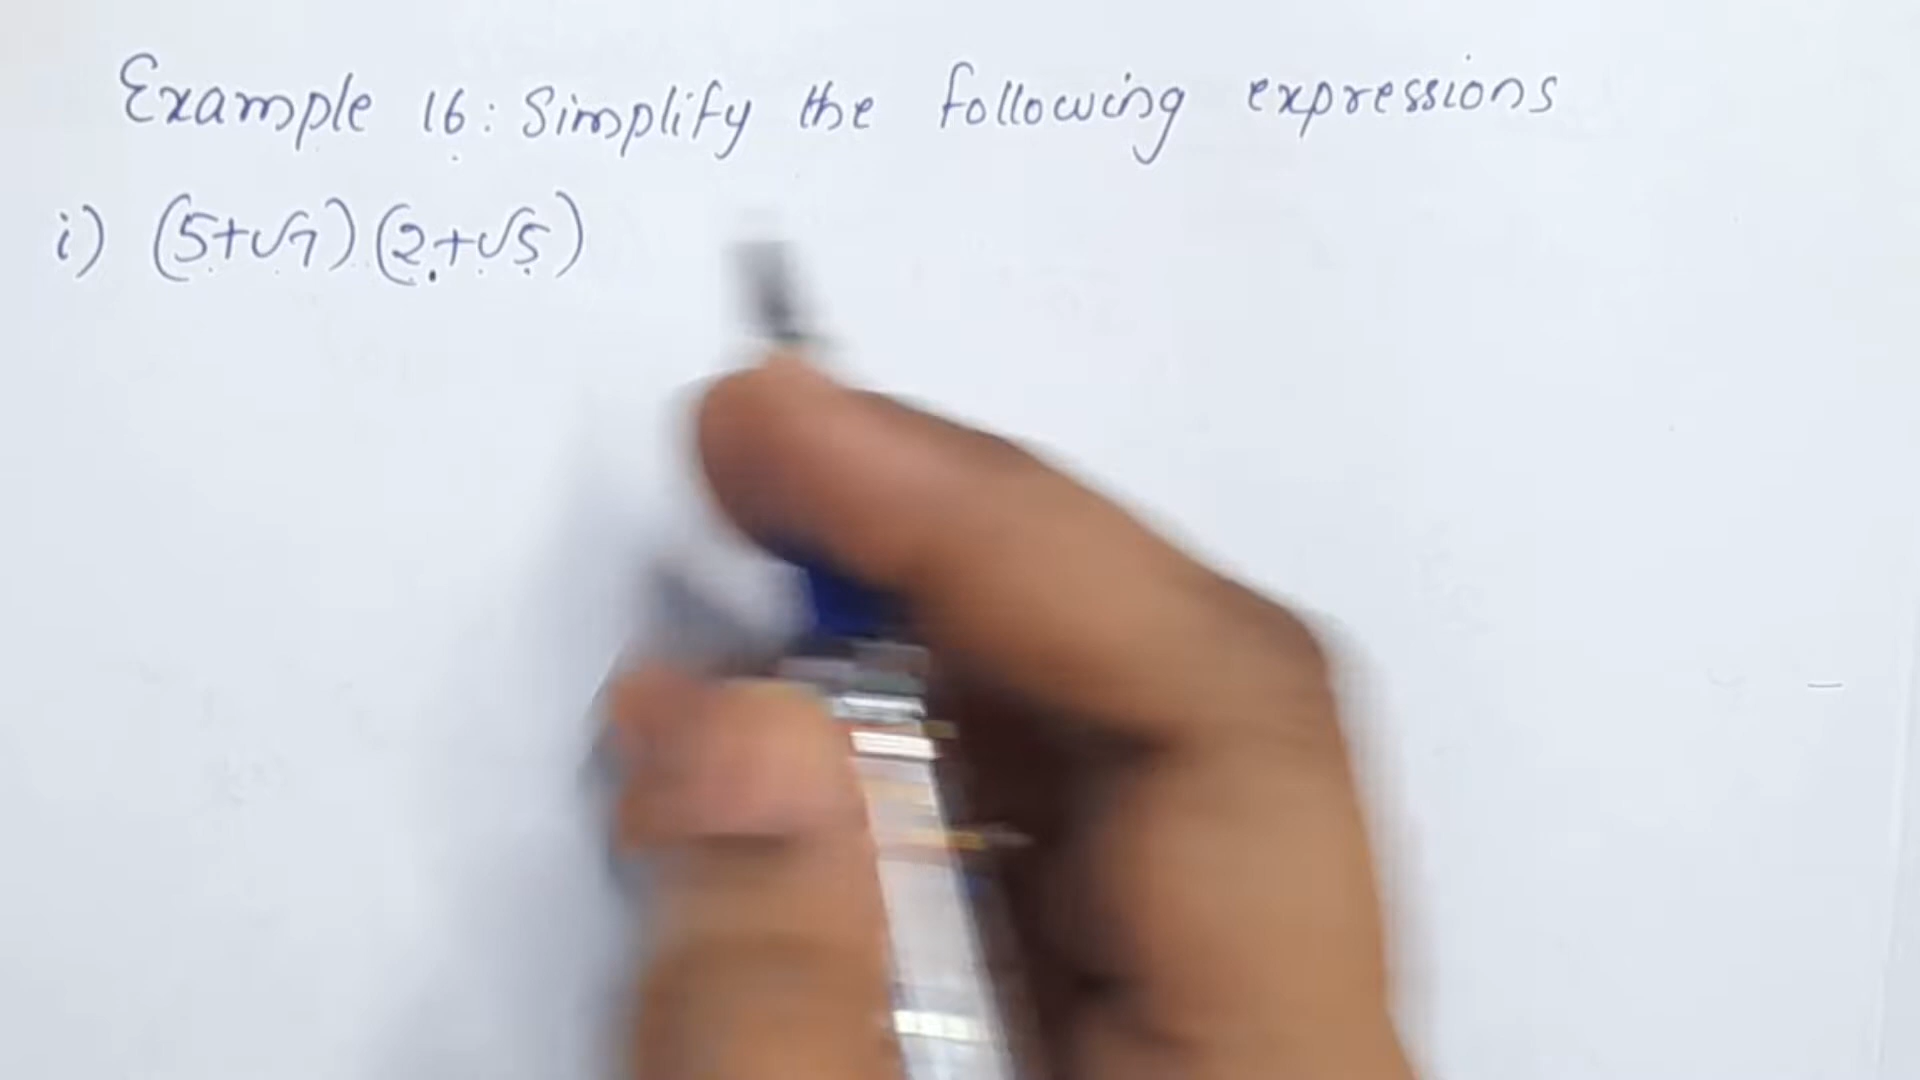 Example 16: Simplify the following expressions
i) (5+√7)(2+√5)